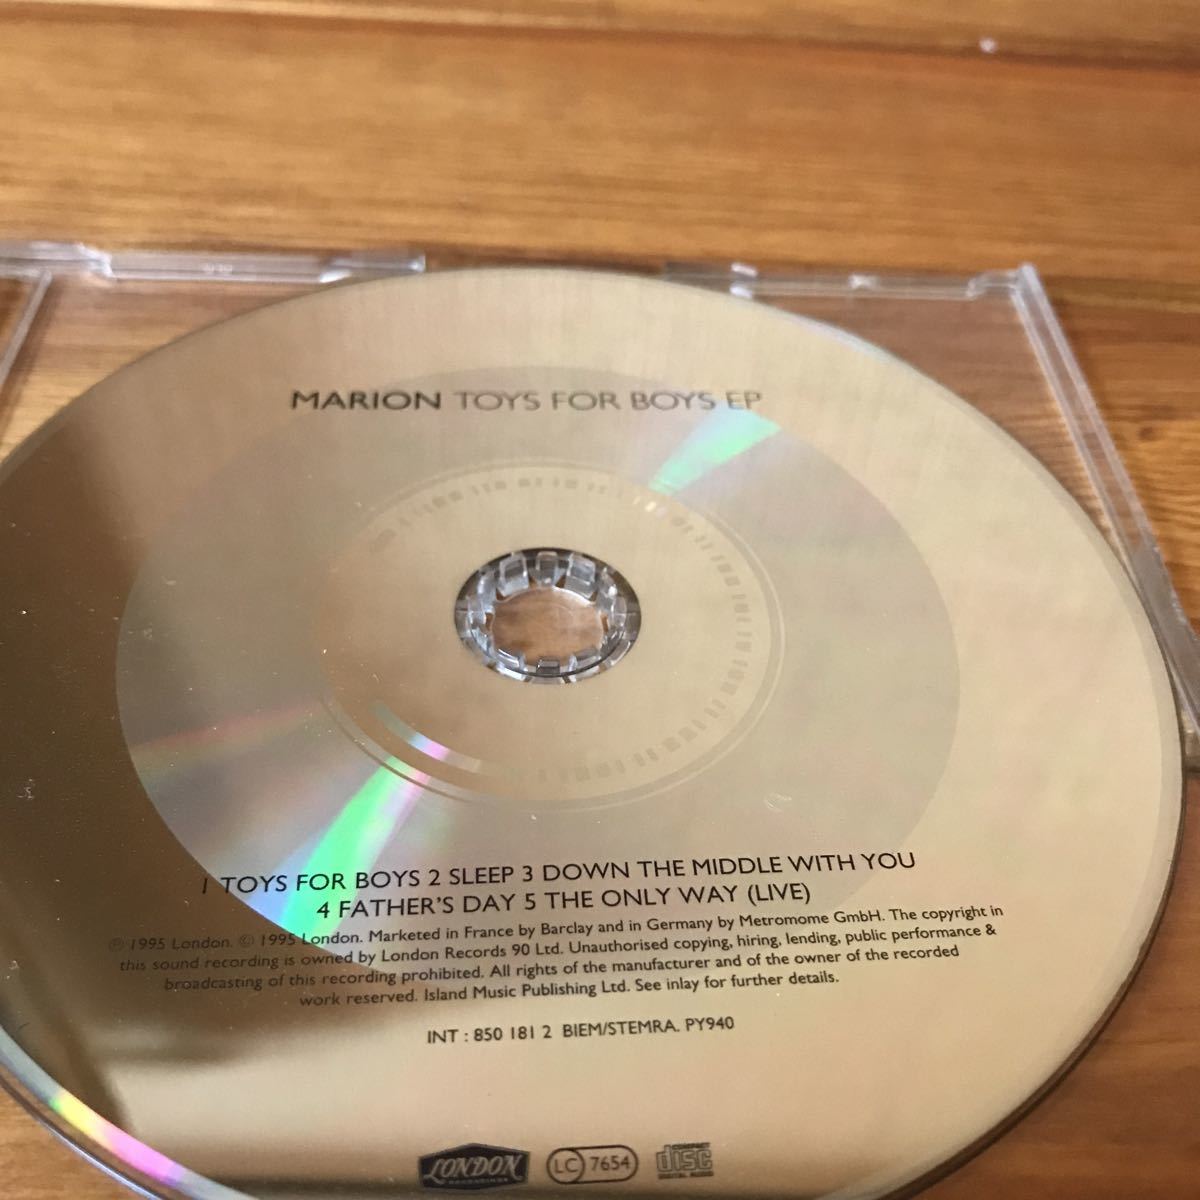 MARION TOYS FOR BOYS EP
1 TOYS FOR BOYS 2 SLEEP 3 DOWN THE MIDDLE WITH YOU
4 FATHER'S DAY 5 THE ONLY WAY (LIVE)
℗ 1995 London. © 1995 London. Marketed in France by Barclay and in Germany by Metromome GmbH. The copyright in
this sound recording is owned by London Records 90 Ltd. Unauthorised copying, hiring, lending, public performance &
broadcasting of this recording prohibited. All rights of the manufacturer and of the owner of the recorded
work reserved. Island Music Publishing Ltd. See inlay for further details.
INT : 850 181 2 BIEM/STEMRA. PY940
LONDON
RECORDINGS
LC 7654
COMPACT
disc
DIGITAL AUDIO